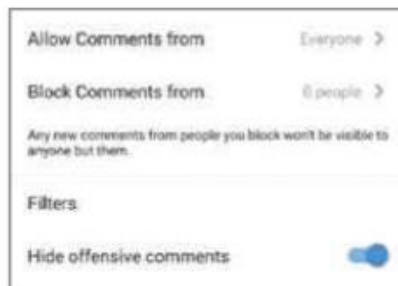 Allow Comments from Everyone >
Block Comments from 0 people >
Any new comments from people you block won't be visible to
anyone but them.
Filters
Hide offensive comments